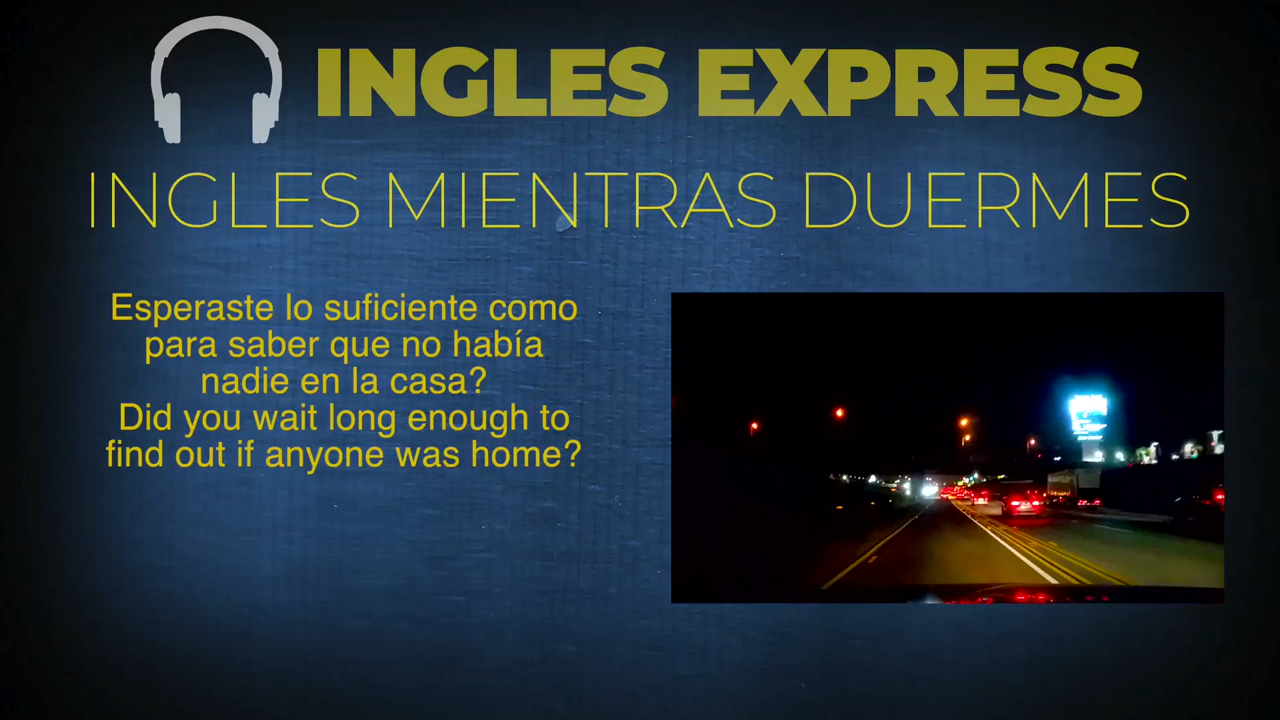 INGLES EXPRESS
INGLES MIENTRAS DUERMES
Esperaste lo suficiente como
para saber que no había
nadie en la casa?
Did you wait long enough to
find out if anyone was home?